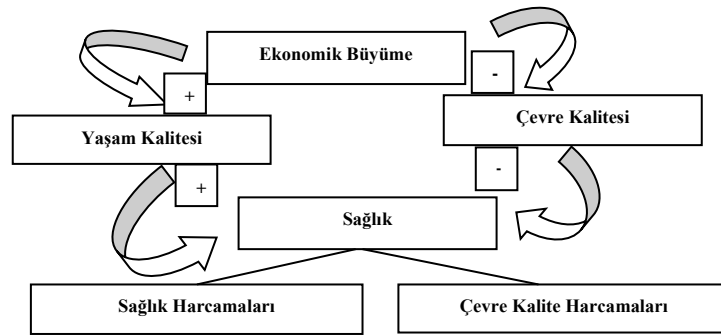 Ekonomik Büyüme
-
+
Yaşam Kalitesi
Çevre Kalitesi
+
-
Sağlık
Sağlık Harcamaları
Çevre Kalite Harcamaları